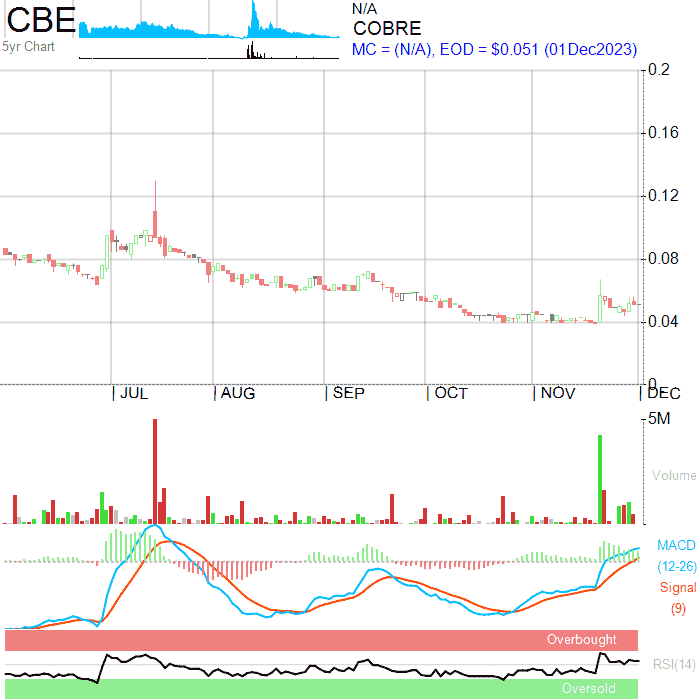 CBE
5yr Chart
N/A
COBRE
MC = (N/A), EOD = $0.051 (01Dec2023)
0.2
0.16
0.12
0.08
0.04
0
JUL AUG SEP OCT NOV DEC
5M
Volume
MACD
(12-26)
Signal
(9)
Overbought
RSI(14)
Oversold